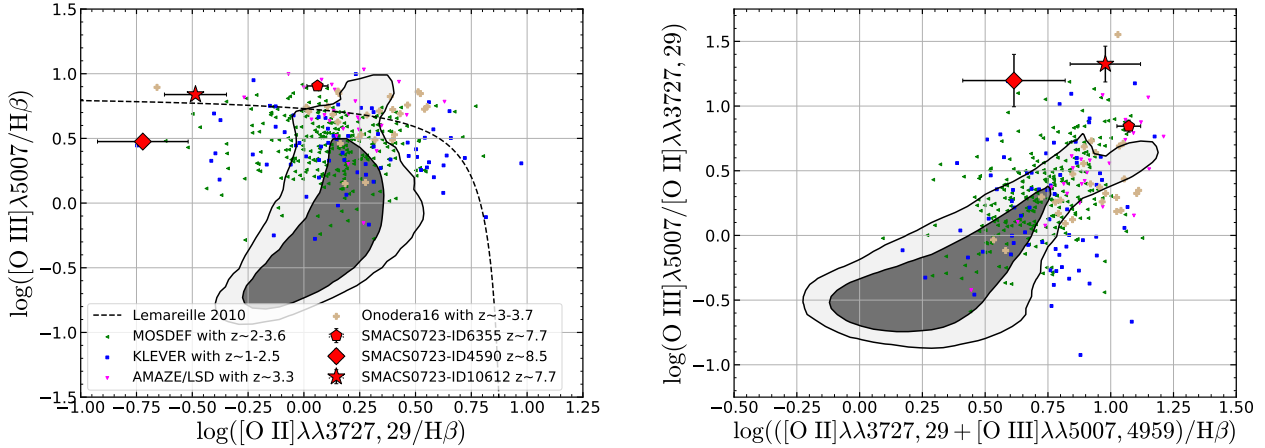 1.5
1.0
0.5
0.0
−0.5
−1.0
−1.5
log([O III]λ5007/Hβ)
Lemareille 2010
MOSDEF with z~2-3.6
KLEVER with z~1-2.5
AMAZE/LSD with z~3.3
Onodera16 with z~3-3.7
SMACS0723-ID6355 z~7.7
SMACS0723-ID4590 z~8.5
SMACS0723-ID10612 z~7.7
−1.00 −0.75 −0.50 −0.25 0.00 0.25 0.50 0.75 1.00 1.25
log([O II]λλ3727, 29/Hβ)
1.5
1.0
0.5
0.0
−0.5
−1.0
log([O III]λ5007/[O II]λλ3727, 29)
−0.50 −0.25 0.00 0.25 0.50 0.75 1.00 1.25 1.50
log(([O II]λλ3727, 29 + [O III]λλ5007, 4959)/Hβ)